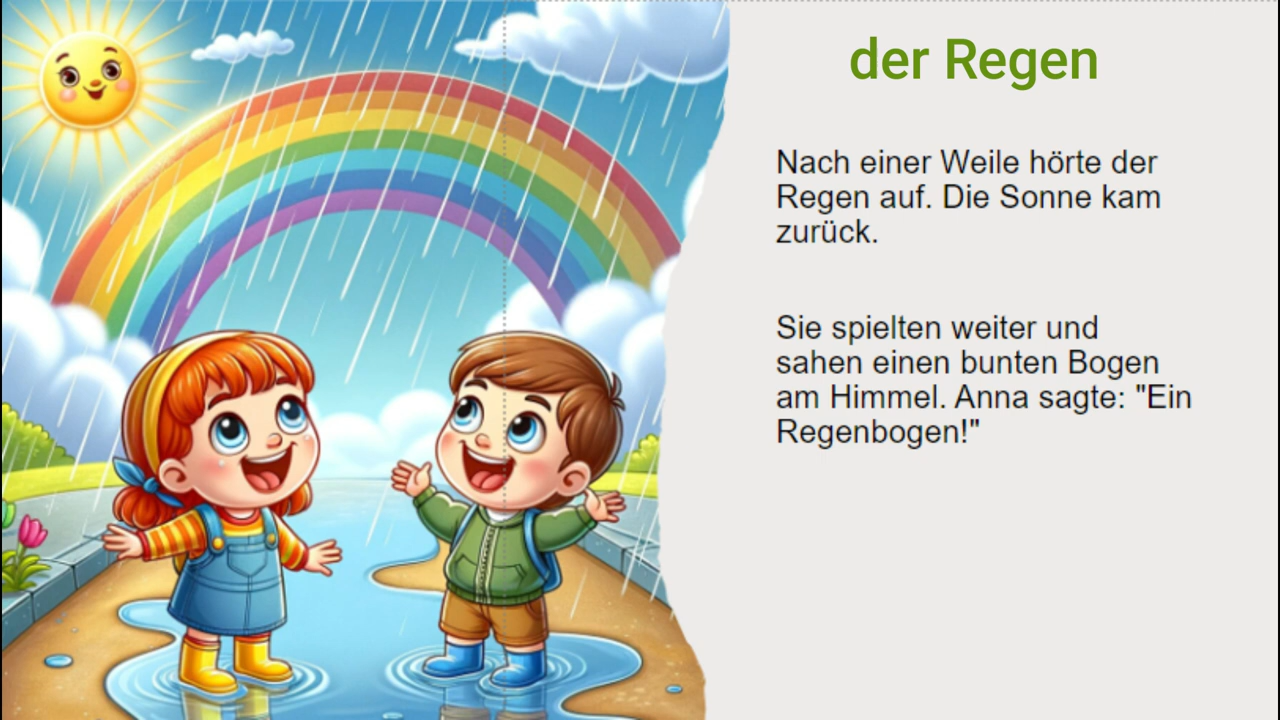 der Regen
Nach einer Weile hörte der
Regen auf. Die Sonne kam
zurück.
Sie spielten weiter und
sahen einen bunten Bogen
am Himmel. Anna sagte: "Ein
Regenbogen!"